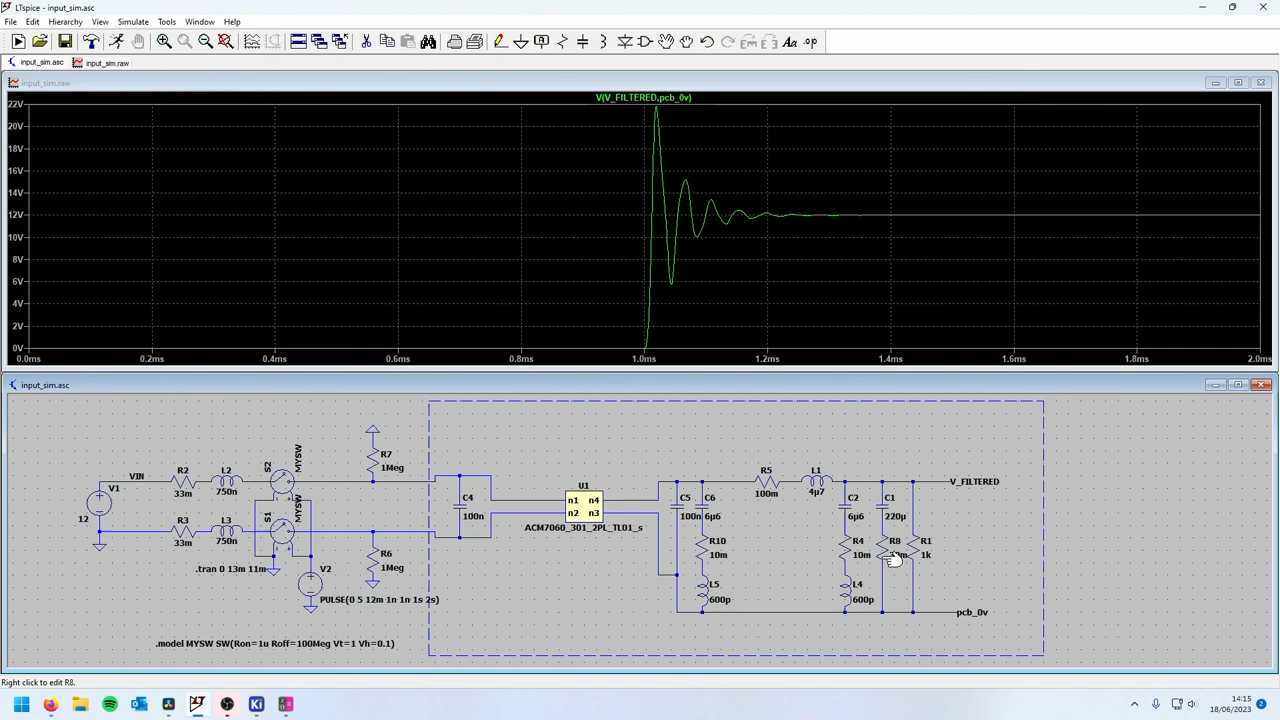 LTspice - input_sim.asc
File Edit Hierarchy View Simulate Tools Window Help
input_sim.asc input_sim.raw
input_sim.raw
V(V_FILTERED,pcb_0v)
22V
20V
18V
16V
14V
12V
10V
8V
6V
4V
2V
0V
0.0ms 0.2ms 0.4ms 0.6ms 0.8ms 1.0ms 1.2ms 1.4ms 1.6ms 1.8ms 2.0ms
input_sim.asc
VIN
V1
12
R2
33m
L2
750n
S2
MYSW
R3
33m
L3
750n
S1
MYSW
R7
1Meg
R6
1Meg
V2
PULSE(0 5 12m 1n 1n 1s 2s)
.tran 0 13m 11m
.model MYSW SW(Ron=1u Roff=100Meg Vt=1 Vh=0.1)
C4
100n
U1
n1 n4
n2 n3
ACM7060_301_2PL_TL01_s
C5
100n
C6
6µ6
R10
10m
L5
600p
R5
100m
L1
4µ7
C2
6µ6
R4
10m
L4
600p
C1
220µ
R8
R1
1k
V_FILTERED
pcb_0v
Right click to edit R8.
14:15
18/06/2023